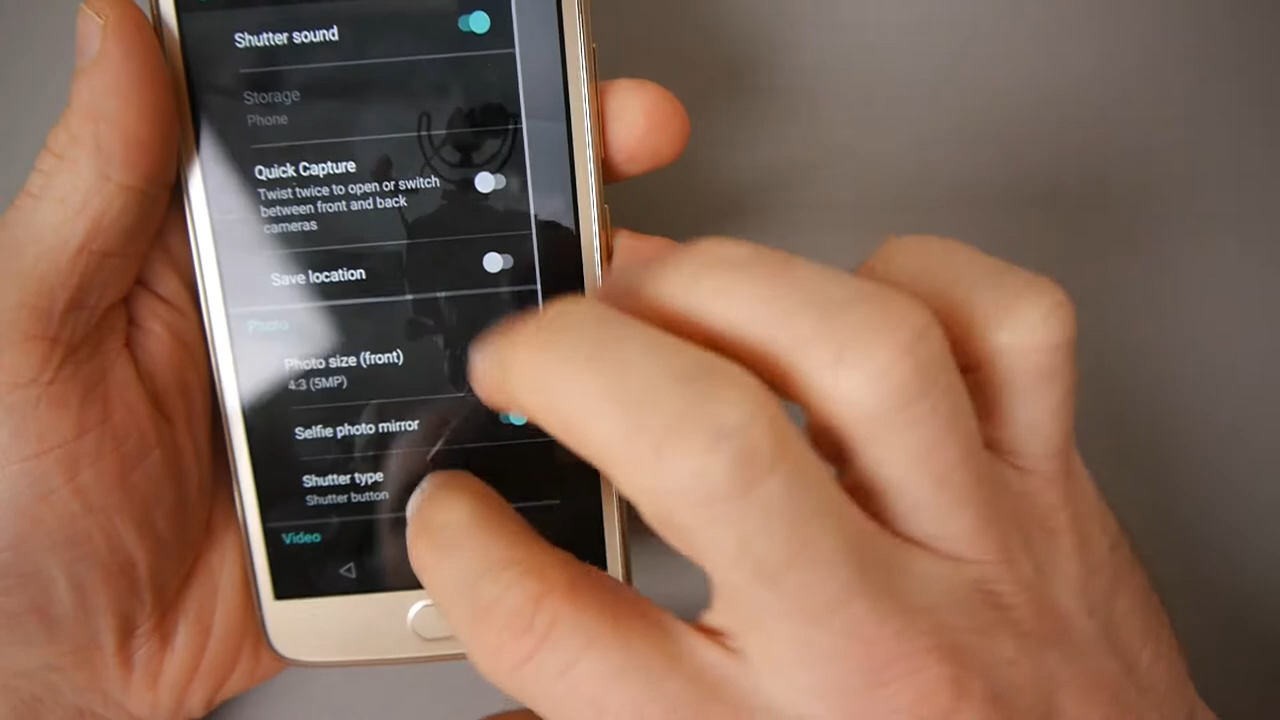 Shutter sound
Storage
Phone
Quick Capture
Twist twice to open or switch
between front and back
cameras
Save location
Photo
Photo size (front)
4:3 (5MP)
Selfie photo mirror
Shutter type
Shutter button
Video